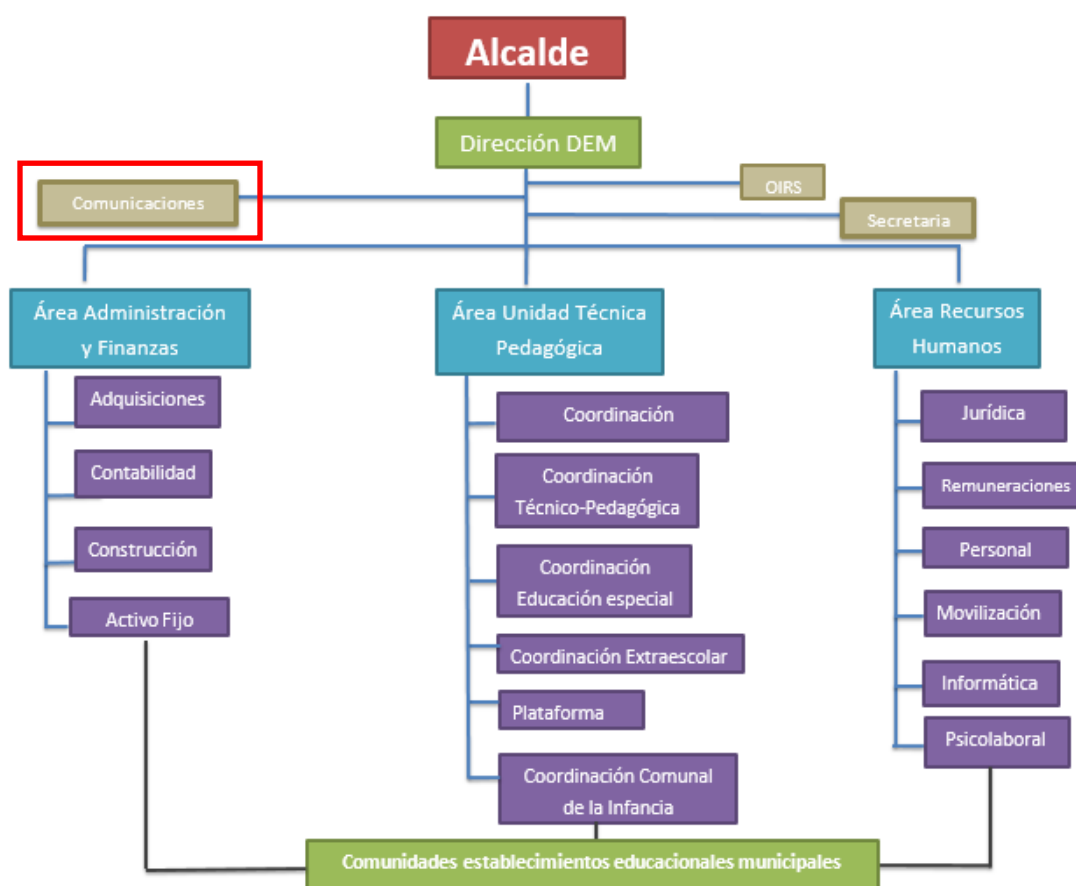 Alcalde
Dirección DEM
Comunicaciones
OIRS
Secretaria
Área Administración
y Finanzas
Adquisiciones
Contabilidad
Construcción
Activo Fijo
Área Unidad Técnica
Pedagógica
Coordinación
Coordinación
Técnico-Pedagógica
Coordinación
Educación especial
Coordinación Extraescolar
Plataforma
Coordinación Comunal
de la Infancia
Área Recursos
Humanos
Jurídica
Remuneraciones
Personal
Movilización
Informática
Psicolaboral
Comunidades establecimientos educacionales municipales